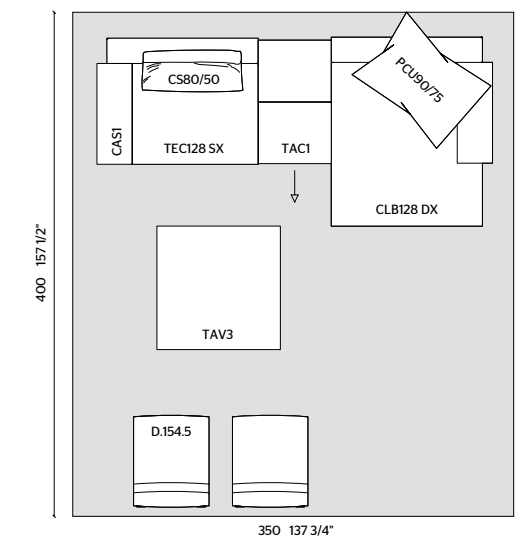 CS80/50
PCU90/75
CAS1
TEC128 SX
TAC1
CLB128 DX
400 157 1/2"
TAV3
D.154.5
350 137 3/4"